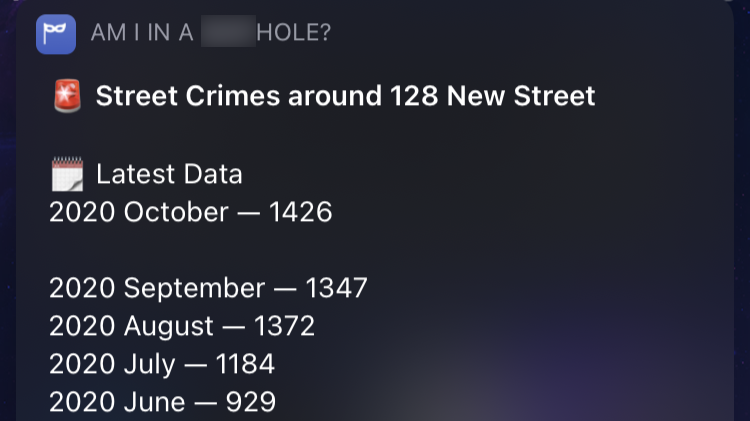 AM I IN A HOLE?
🚨 Street Crimes around 128 New Street
🗓 Latest Data
2020 October — 1426
2020 September — 1347
2020 August — 1372
2020 July — 1184
2020 June — 929